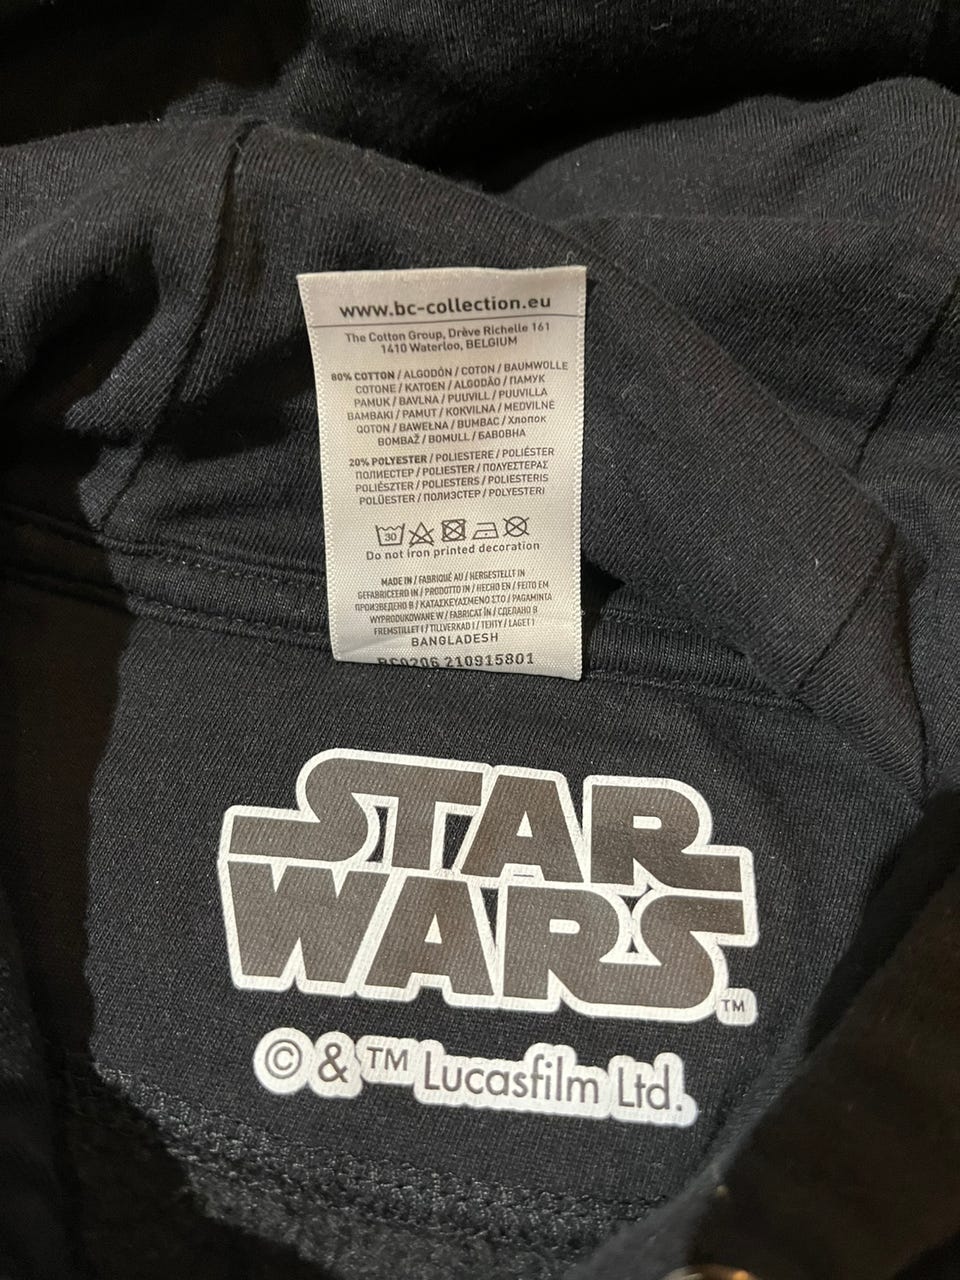 www.bc-collection.eu
The Cotton Group, Drève Richelle 161
1410 Waterloo, BELGIUM
80% COTTON / ALGODÓN / COTON / BAUMWOLLE
COTONE / KATOEN / ALGODÃO / ПАМУК
PAMUK / BAVLNA / PUUVILL / PUUVILLA
BAMBAKI / PAMUT / KOKVILNA / MEDVILNĖ
QOTON / BAWEŁNA / BUMBAC / Хлопок
BOMBAŽ / BOMULL / БАВОВНА
20% POLYESTER / POLIESTERE / POLIÉSTER
ПОЛИЕСТЕР / POLIESTER / ΠΟΛΥΕΣΤΕΡΑΣ
POLIÉSZTER / POLIESTERS / POLIESTERIS
POLÜESTER / ПОЛИЭСТЕР / POLYESTERI
30
Do not iron printed decoration
MADE IN / FABRIQUÉ AU / HERGESTELLT IN
GEFABRICEERD IN / PRODOTTO IN / HECHO EN / FEITO EM
ПРОИЗВЕДЕНО В / ΚΑΤΑΣΚΕΥΑΣΜΕΝΟ ΣΤΟ / PAGAMINTA
WYPRODUKOWANE W / FABRICAT ÎN / СДЕЛАНО В
FREMSTILLET I / TILLVERKAD I / TEHTY / LAGET I
BANGLADESH
BC0206 210915801
STAR
WARS
TM
© & TM Lucasfilm Ltd.